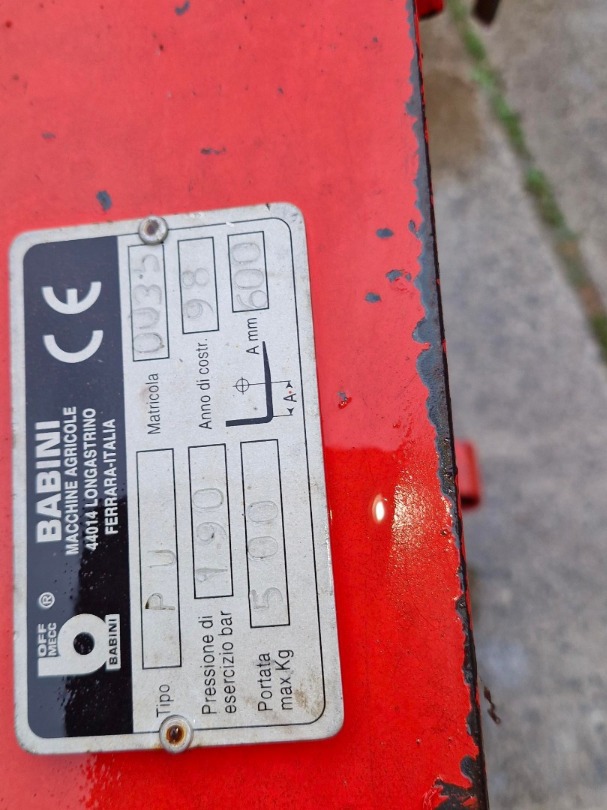 OFF
MECC
b ®
BABINI
BABINI
MACCHINE AGRICOLE
44014 LONGASTRINO
FERRARA-ITALIA
CE
Tipo PU Matricola 0035
Pressione di
esercizio bar 190 Anno di costr. 98
Portata
max Kg 500 A mm 600
A